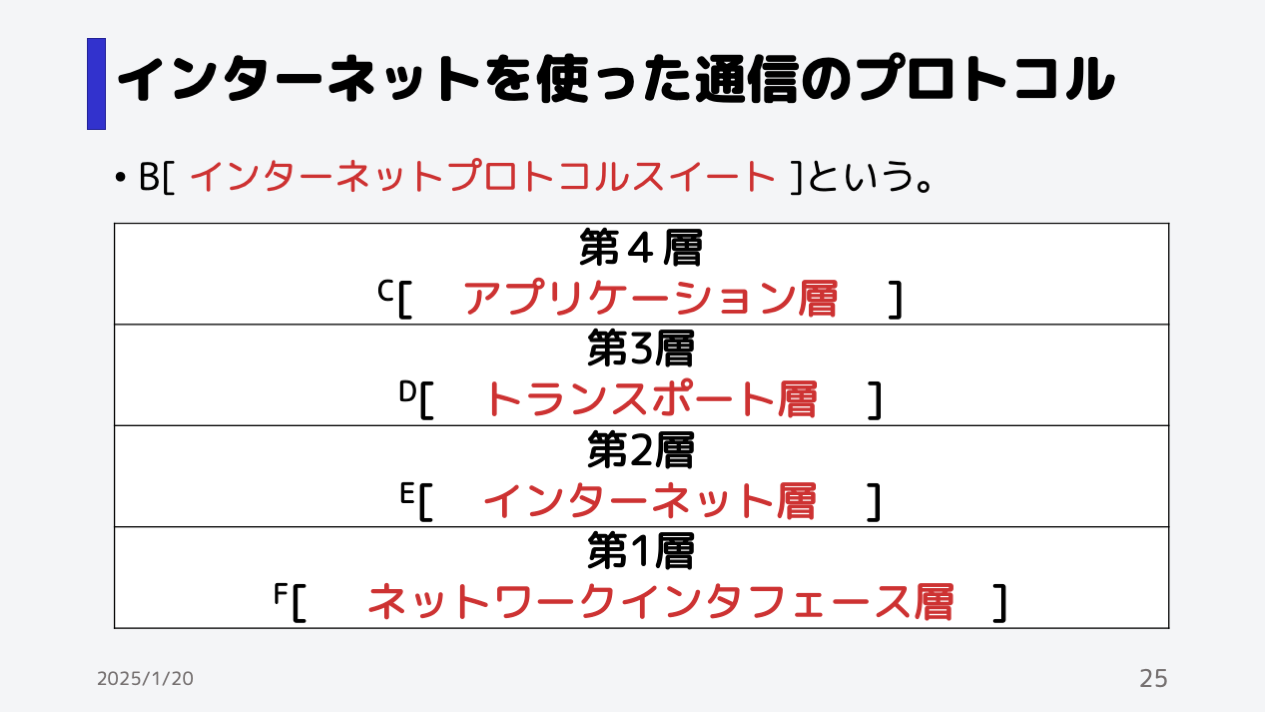 インターネットを使った通信のプロトコル
• B[ インターネットプロトコルスイート ]という。
第４層
C[ アプリケーション層 ]
第3層
D[ トランスポート層 ]
第2層
E[ インターネット層 ]
第1層
F[ ネットワークインタフェース層 ]
2025/1/20
25